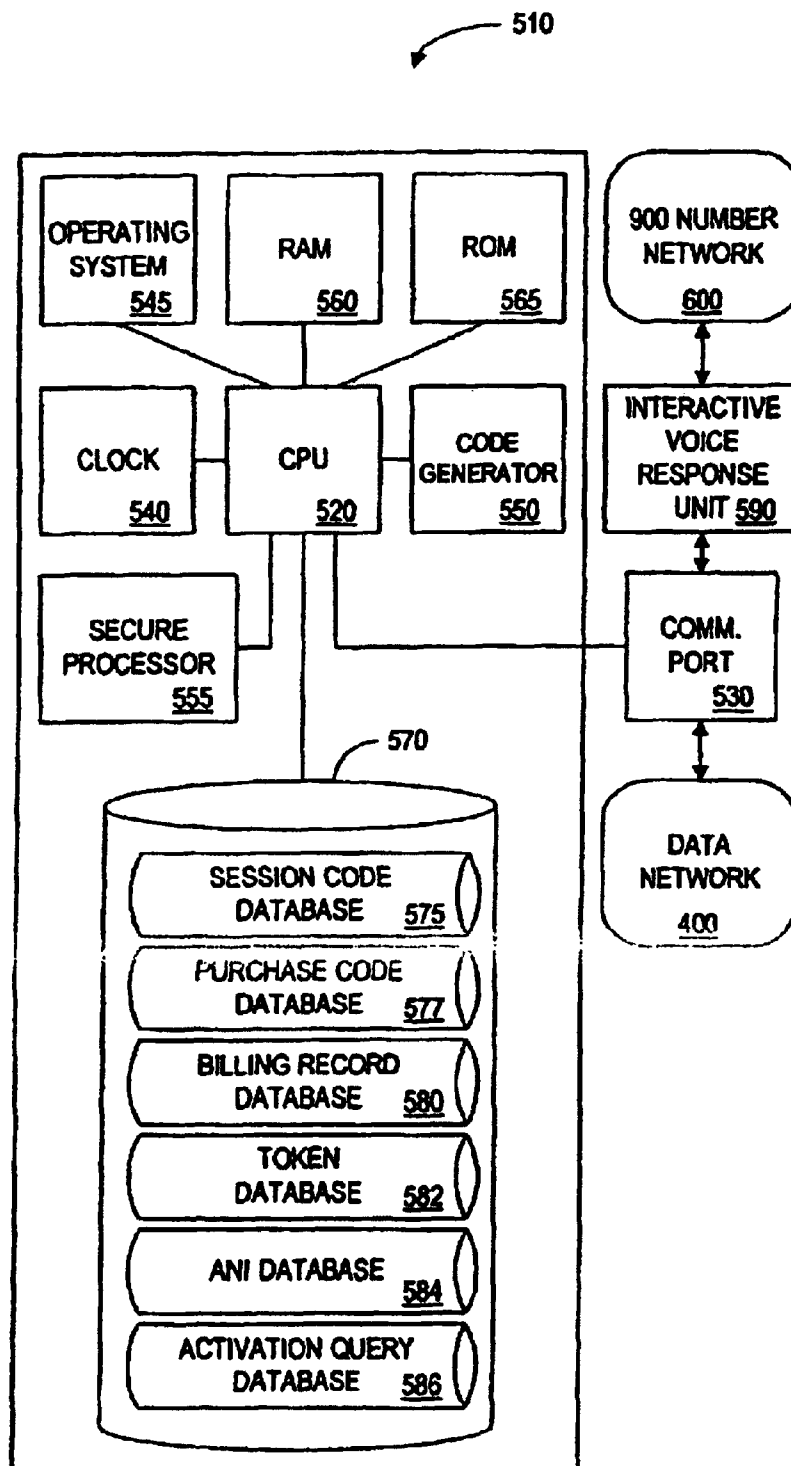 510
OPERATING
SYSTEM
545
RAM
560
ROM
565
900 NUMBER
NETWORK
600
CLOCK
540
CPU
520
CODE
GENERATOR
550
INTERACTIVE
VOICE
RESPONSE
UNIT 590
SECURE
PROCESSOR
555
COMM.
PORT
530
570
DATA
NETWORK
400
SESSION CODE
DATABASE 575
PURCHASE CODE
DATABASE 577
BILLING RECORD
DATABASE 580
TOKEN
DATABASE 582
ANI DATABASE
584
ACTIVATION QUERY
DATABASE 586